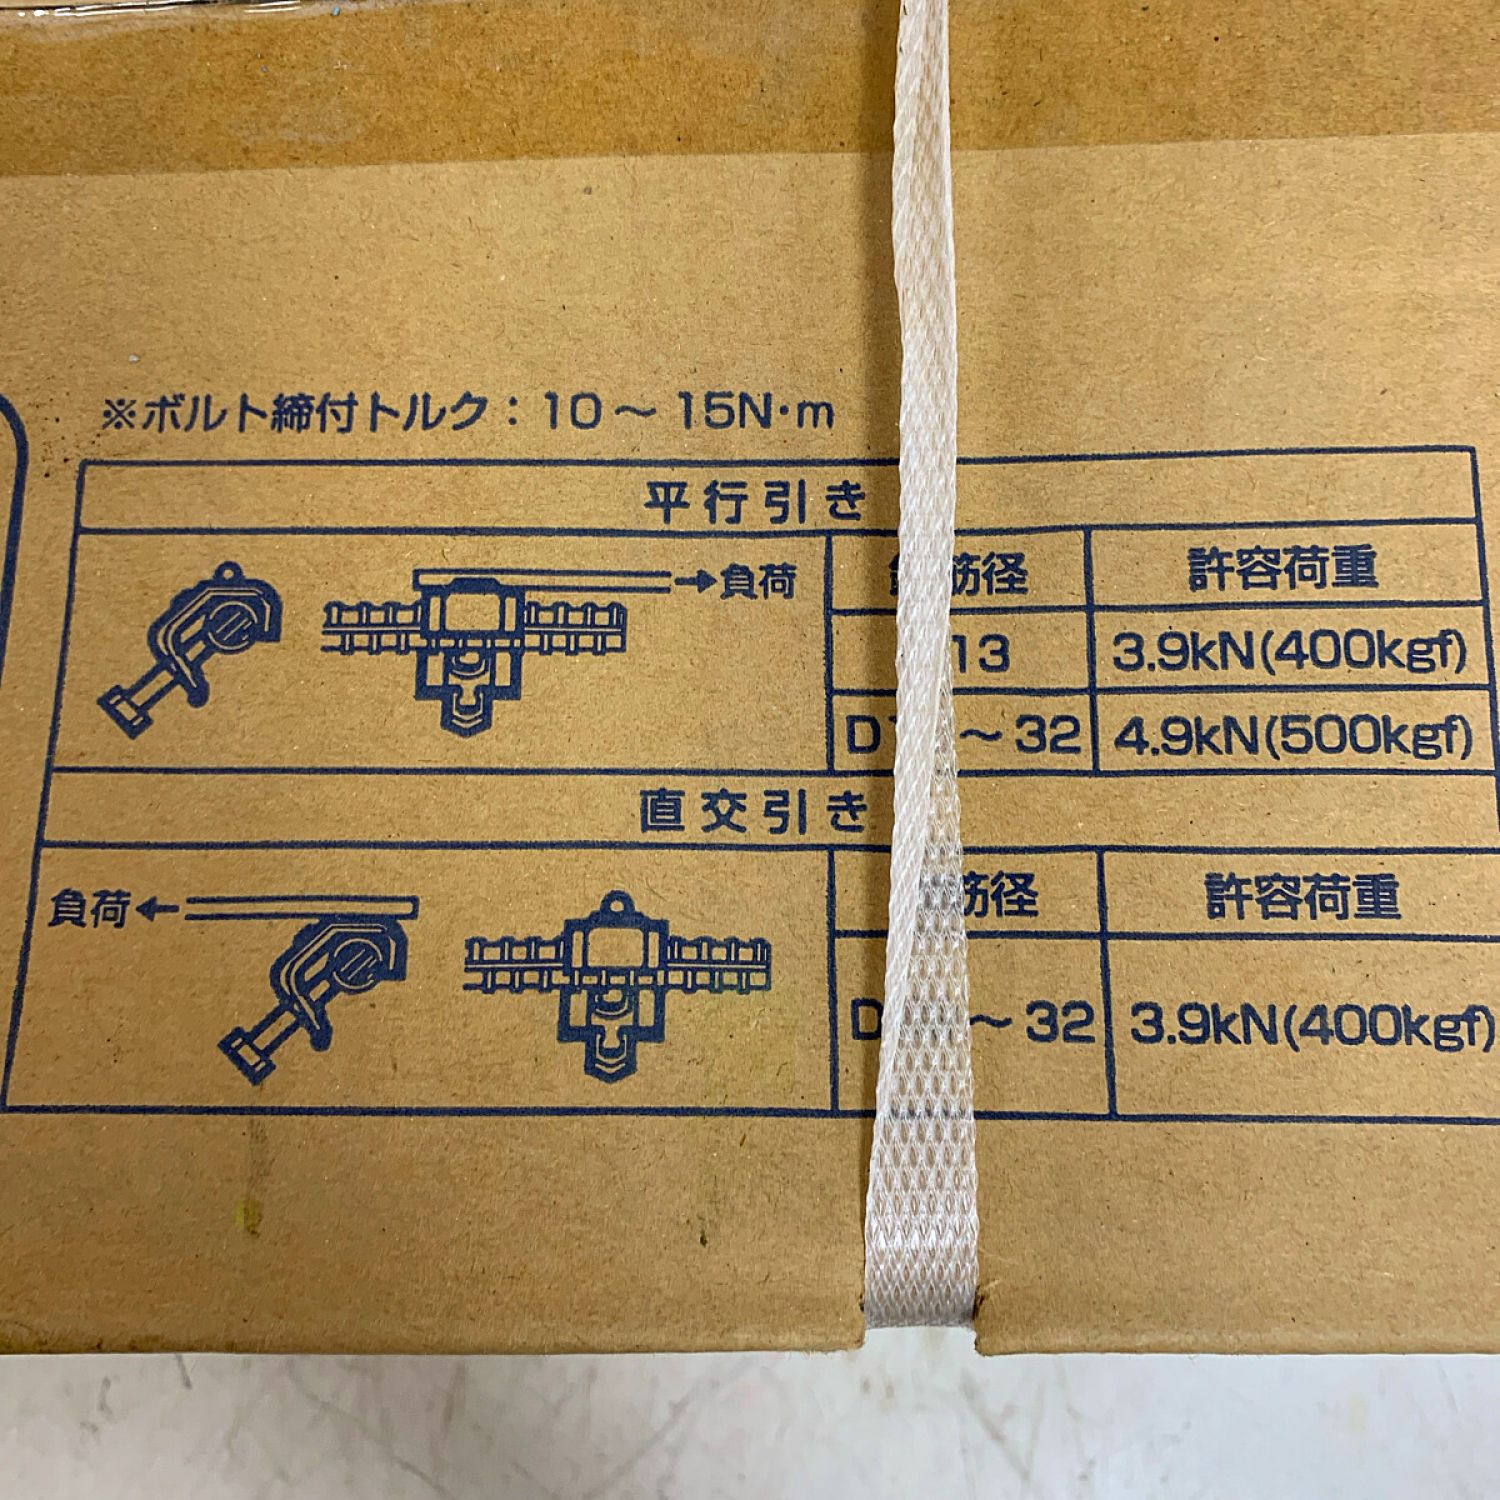 ※ボルト締付トルク：10～15N・m
平行引き
負荷
筋径 許容荷重
13 3.9kN(400kgf)
D1 ～32 4.9kN(500kgf)
直交引き
負荷
筋径 許容荷重
D ～32 3.9kN(400kgf)